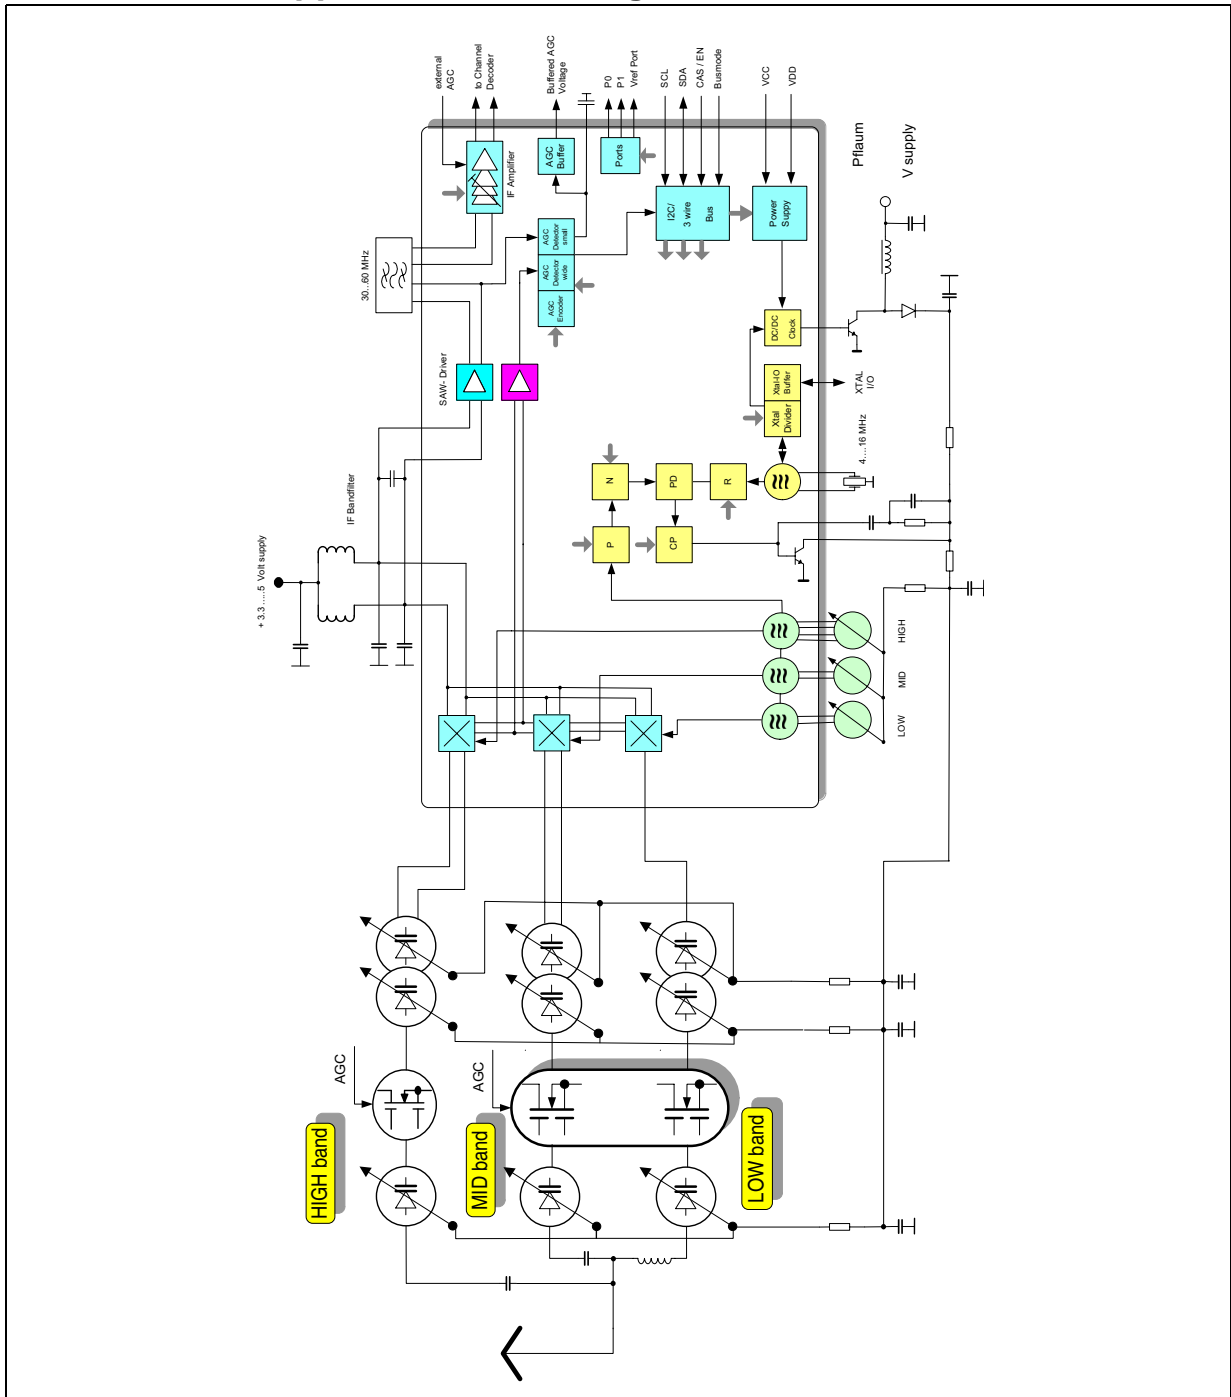 external
AGC
to Channel
Decoder
Buffered AGC
Voltage
P0
P1
Vref Port
SCL
SDA
CAS / EN
Busmode
VCC
VDD
Pflaum
V supply
IF Amplifier
AGC
Buffer
Ports
I2C/
3 wire
Bus
Power
Suppy
30...60 MHz
AGC
Detector
small
AGC
Detector
wide
AGC
Encoder
DC/DC
Clock
SAW- Driver
Xtal-IO
Buffer
Xtal
Divider
XTAL
I/O
4....16 MHz
IF Bandfilter
N
PD
R
P
CP
+ 3.3 .....5 Volt supply
HIGH
MID
LOW
AGC
AGC
HIGH band
MID band
LOW band